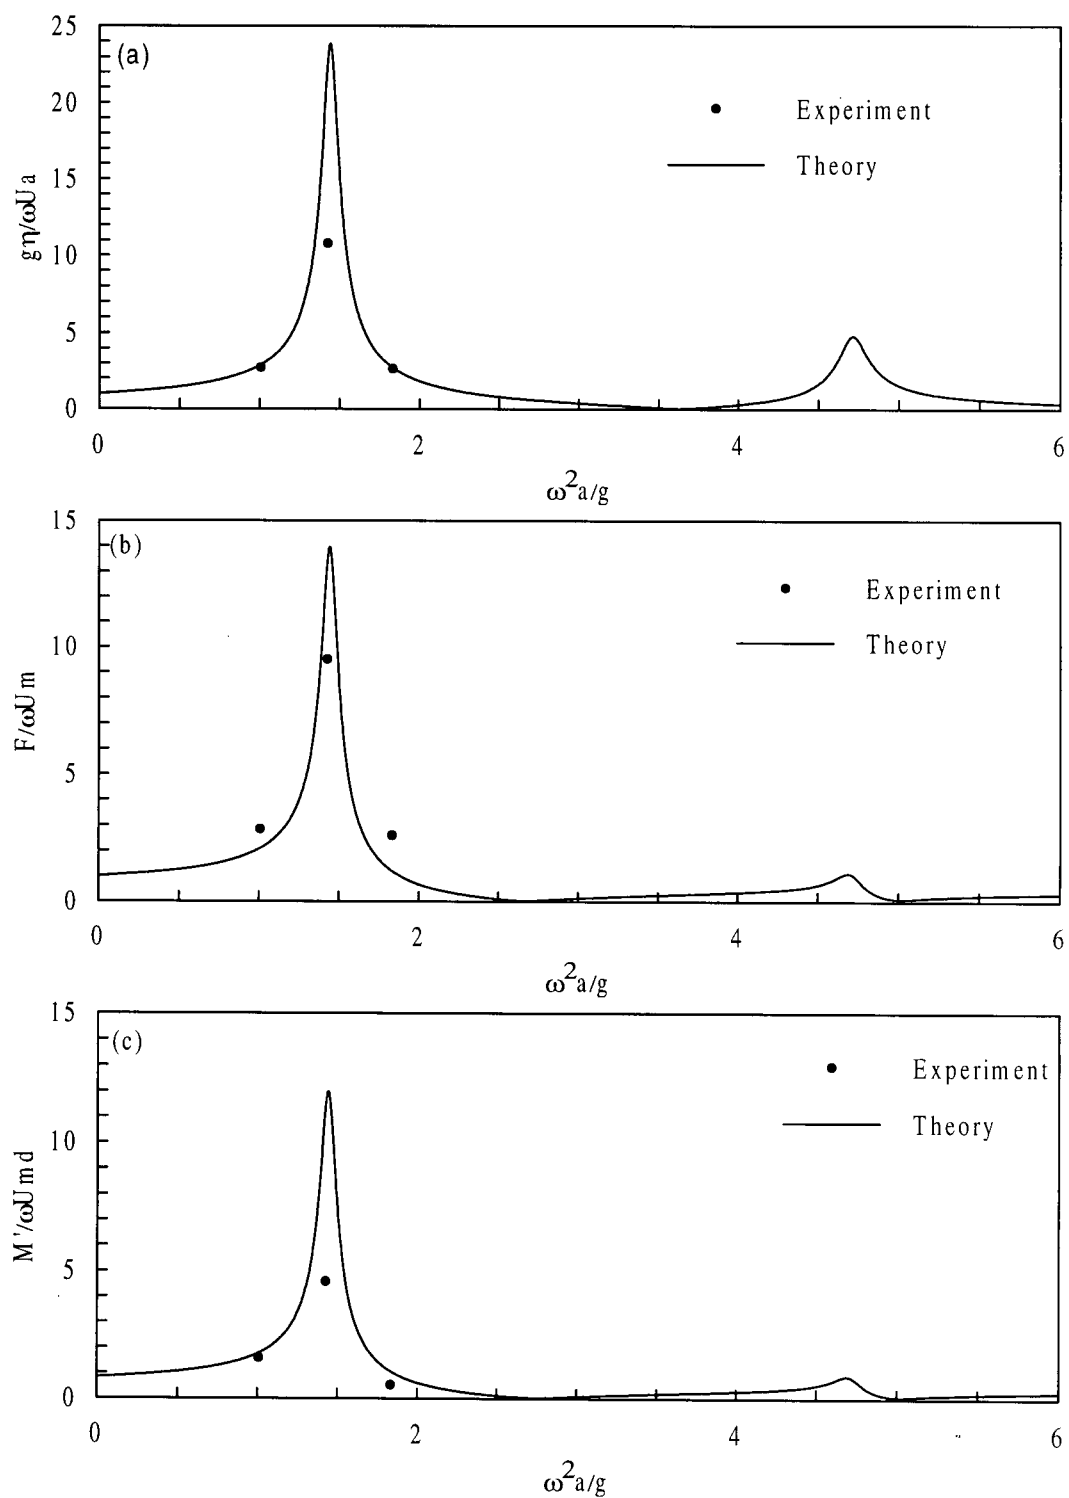 25
(a)
20
Experiment
Theory
15
gη/ωUa
10
5
0
0 2 4 6
ω²a/g
15
(b)
Experiment
10
Theory
F/ωUm
5
0
0 2 4 6
ω²a/g
15
(c)
Experiment
Theory
10
M'/ωUmd
5
0
0 2 4 6
ω²a/g